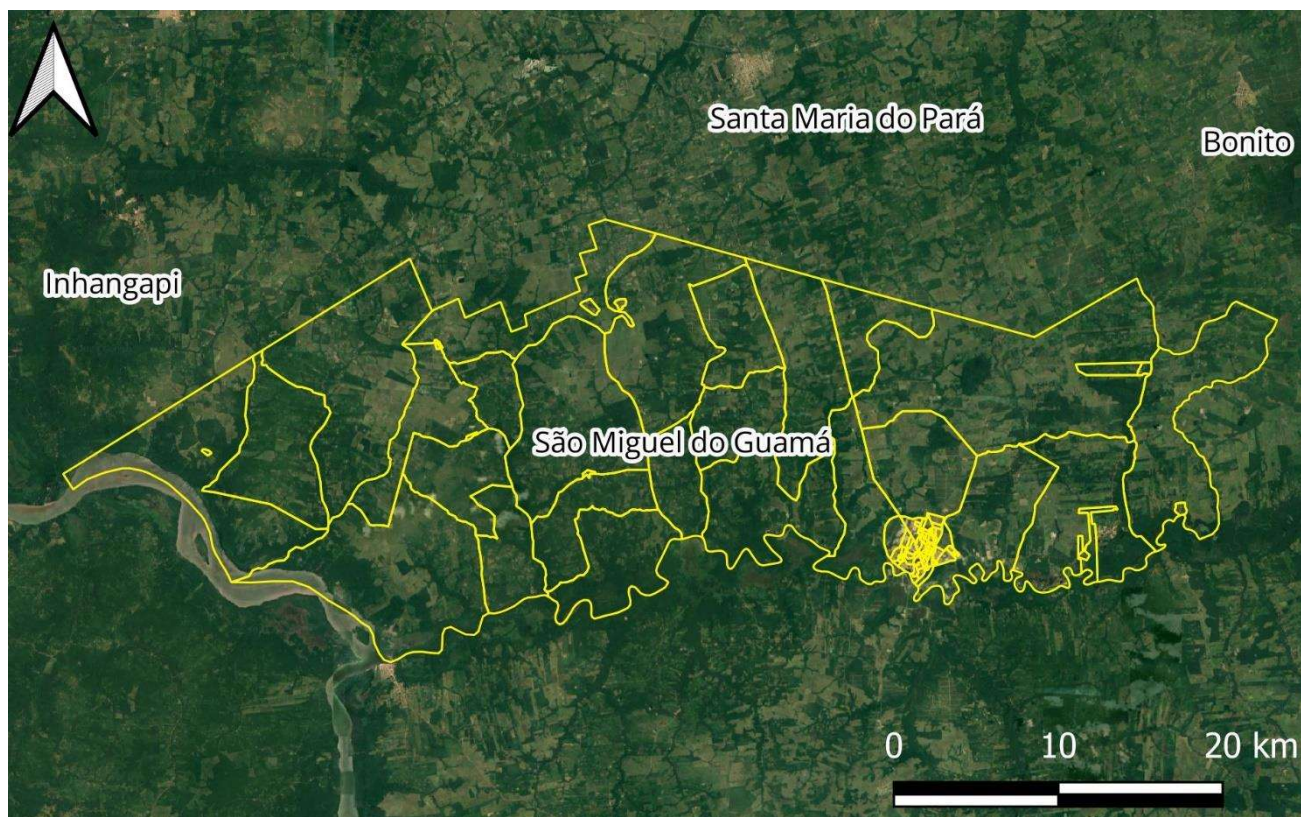 Santa Maria do Pará
Bonito
Inhangapi
São Miguel do Guamá
0 10 20 km